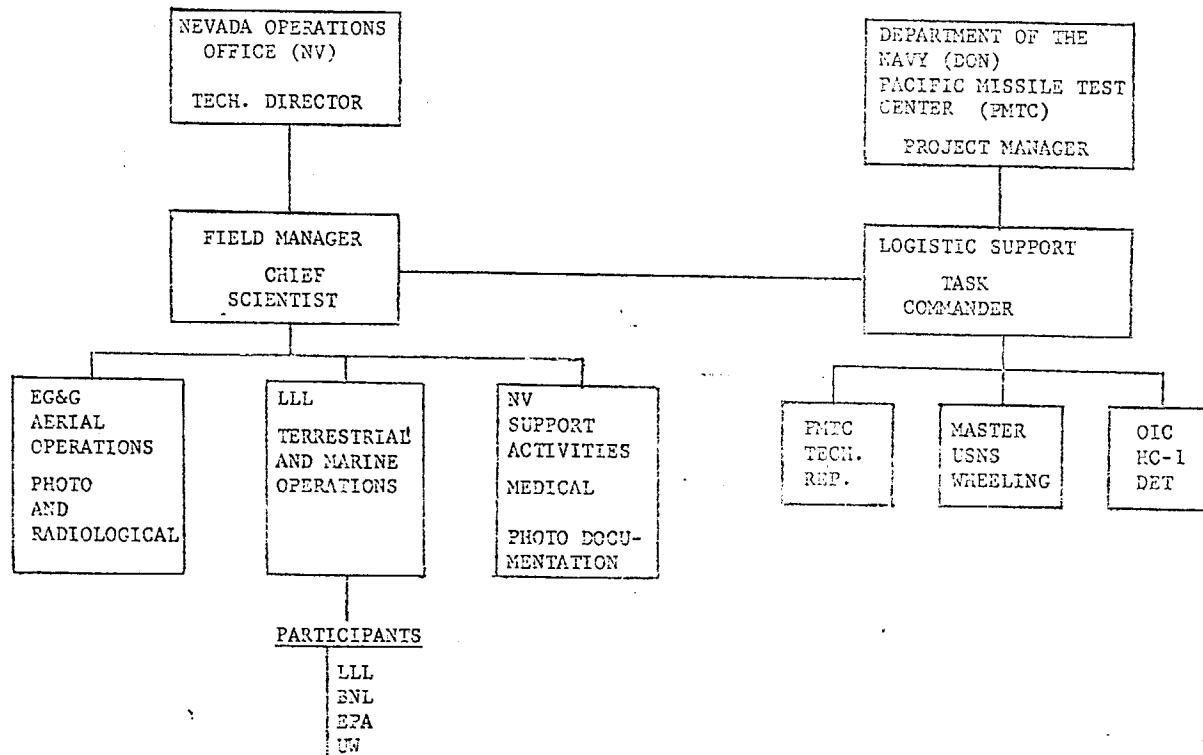 NEVADA OPERATIONS
OFFICE (NV)
TECH. DIRECTOR
DEPARTMENT OF THE
NAVY (DON)
PACIFIC MISSILE TEST
CENTER (PMTC)
PROJECT MANAGER
FIELD MANAGER
CHIEF
SCIENTIST
LOGISTIC SUPPORT
TASK
COMMANDER
EG&G
AERIAL
OPERATIONS
PHOTO
AND
RADIOLOGICAL
LLL
TERRESTRIAL
AND MARINE
OPERATIONS
NV
SUPPORT
ACTIVITIES
MEDICAL
PHOTO DOCU-
MENTATION
PMTC
TECH.
REP.
MASTER
USNS
WHEELING
OIC
HC-1
DET
PARTICIPANTS
LLL
BNL
EPA
UW